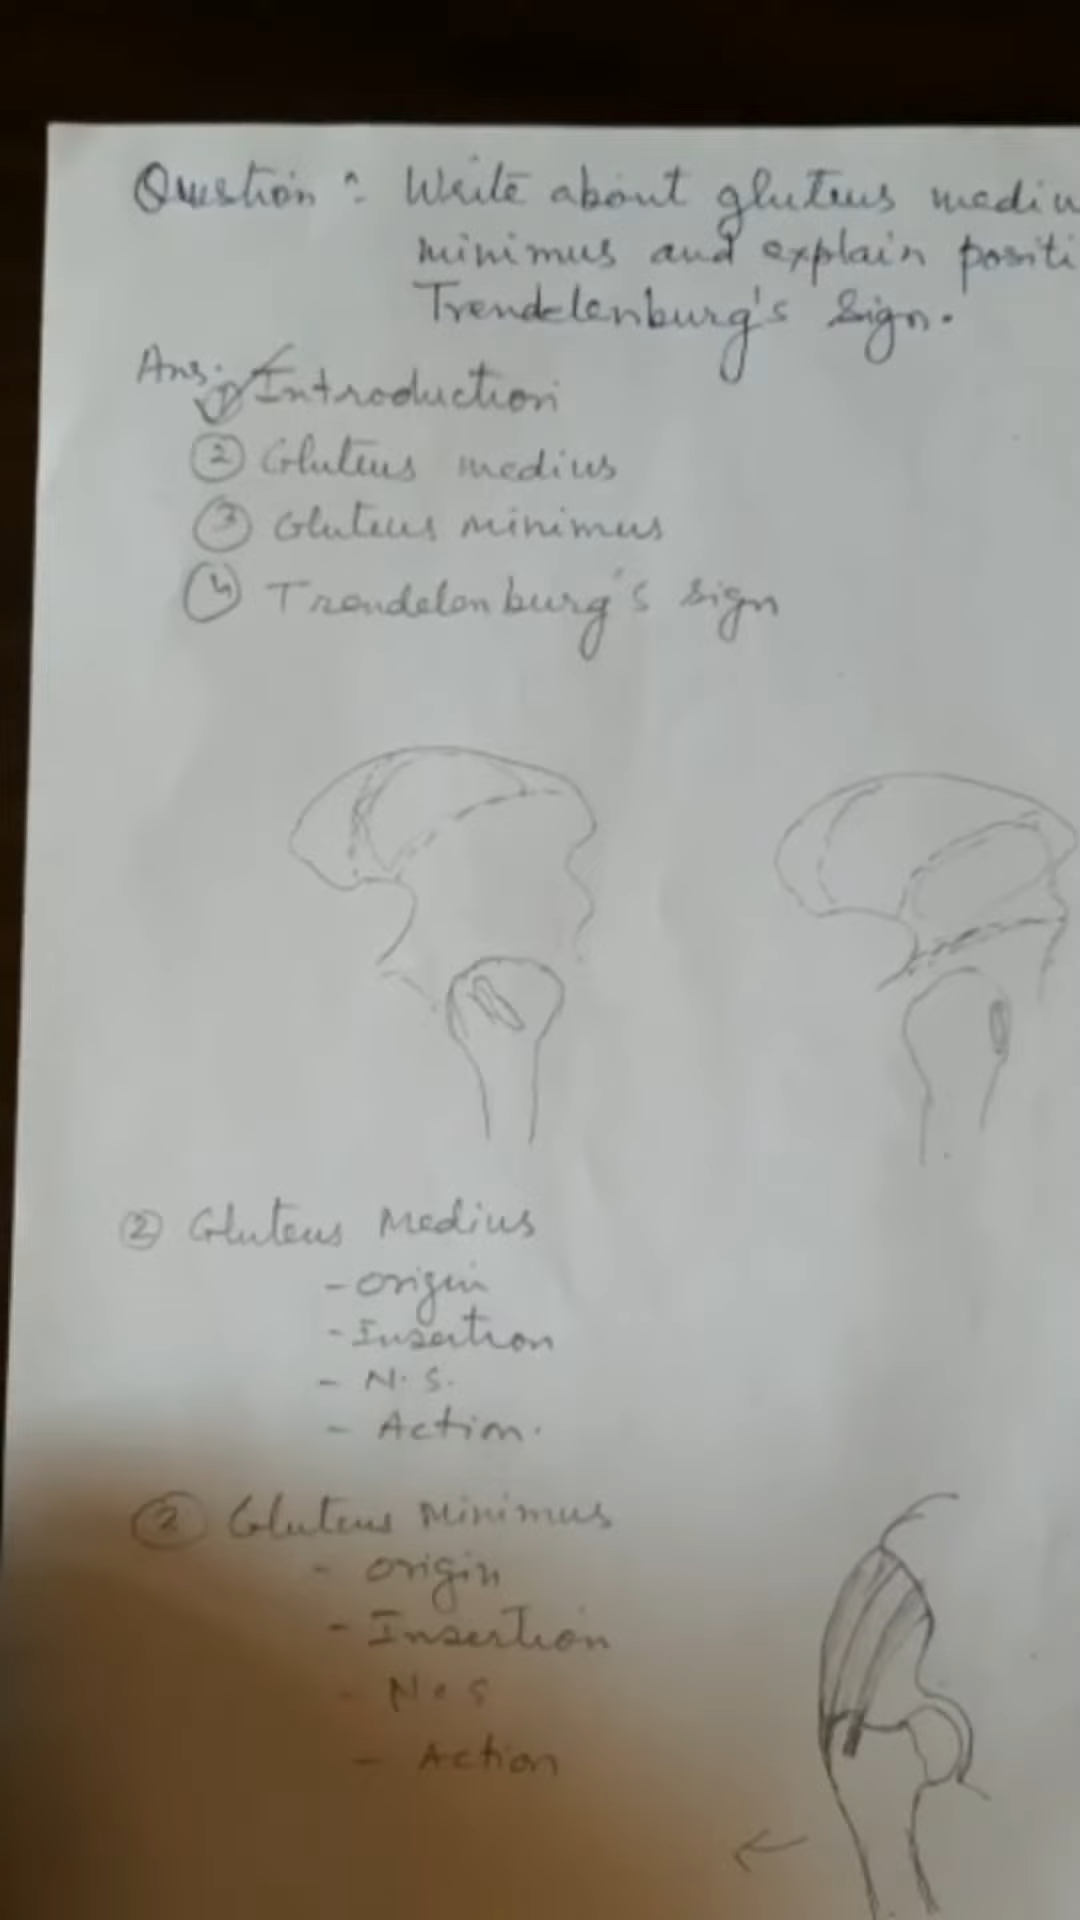 Question: Write about gluteus mediu
minimus and explain positi
Trendelenburg's sign.
Ans. ① Introduction
② Gluteus medius
③ Gluteus minimus
④ Trendelenburg's sign
② Gluteus Medius
- Origin
- Insertion
- N.S.
- Action.
③ Gluteus Minimus
- Origin
- Insertion
- N.S
- Action